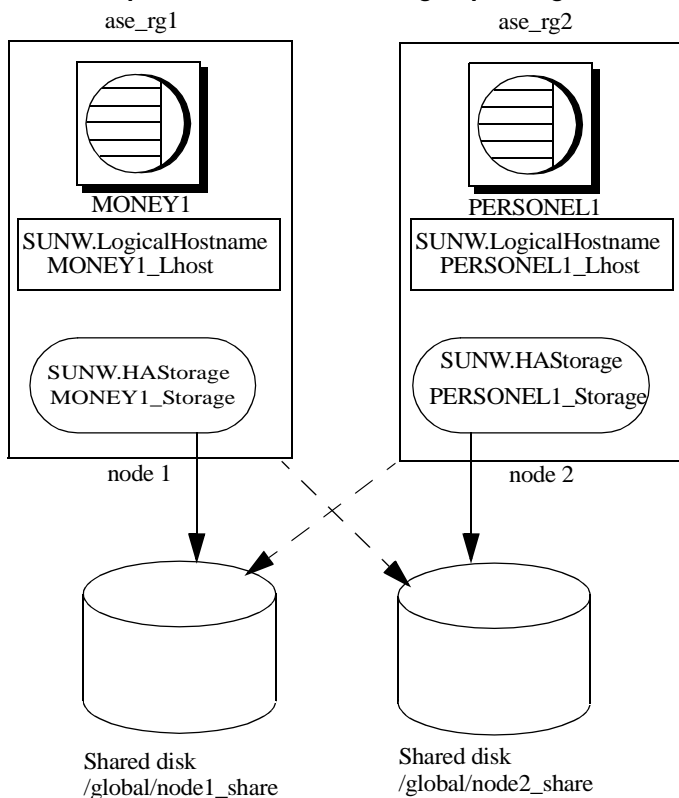 ase_rg1
ase_rg2
MONEY1
SUNW.LogicalHostname
MONEY1_Lhost
PERSONEL1
SUNW.LogicalHostname
PERSONEL1_Lhost
SUNW.HAStorage
MONEY1_Storage
SUNW.HAStorage
PERSONEL1_Storage
node 1
node 2
Shared disk
/global/node1_share
Shared disk
/global/node2_share